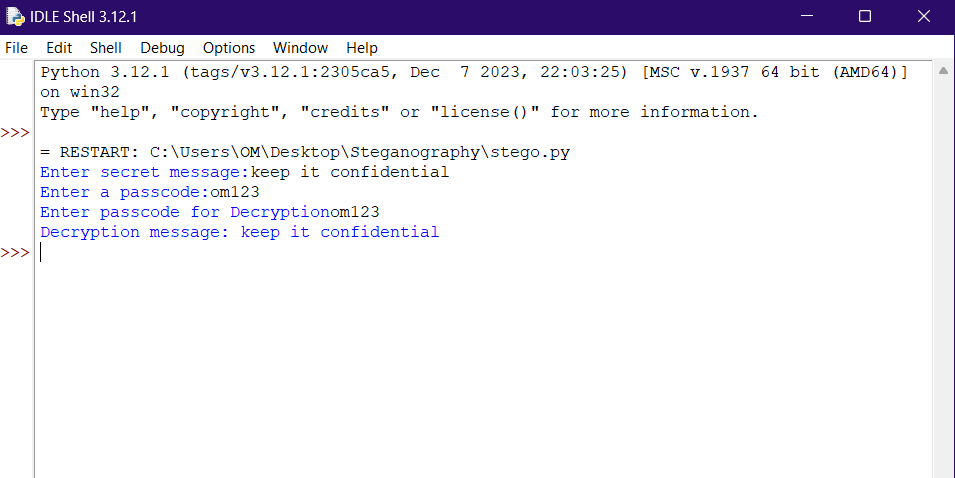 IDLE Shell 3.12.1
File Edit Shell Debug Options Window Help
Python 3.12.1 (tags/v3.12.1:2305ca5, Dec  7 2023, 22:03:25) [MSC v.1937 64 bit (AMD64)]
on win32
Type "help", "copyright", "credits" or "license()" for more information.
>>>
= RESTART: C:\Users\OM\Desktop\Steganography\stego.py
Enter secret message:keep it confidential
Enter a passcode:om123
Enter passcode for Decryptionom123
Decryption message: keep it confidential
>>>